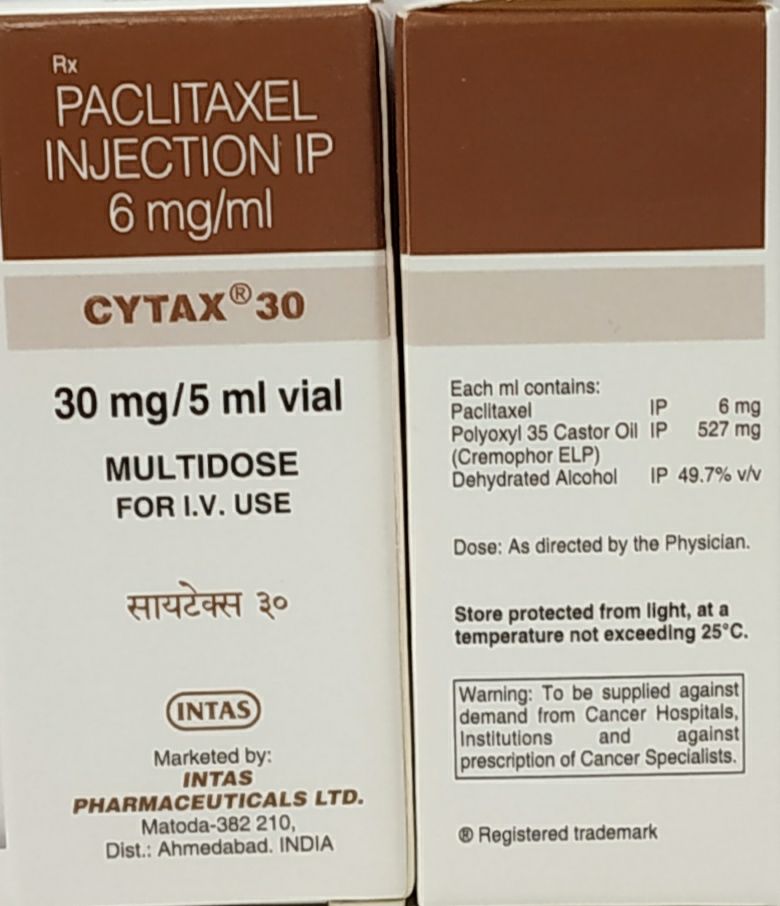 Rx
PACLITAXEL
INJECTION IP
6 mg/ml
CYTAX® 30
30 mg/5 ml vial
MULTIDOSE
FOR I.V. USE
सायटेक्स ३०
INTAS
Marketed by:
INTAS
PHARMACEUTICALS LTD.
Matoda-382 210,
Dist.: Ahmedabad. INDIA
Each ml contains:
Paclitaxel IP 6 mg
Polyoxyl 35 Castor Oil IP 527 mg
(Cremophor ELP)
Dehydrated Alcohol IP 49.7% v/v
Dose: As directed by the Physician.
Store protected from light, at a
temperature not exceeding 25°C.
Warning: To be supplied against
demand from Cancer Hospitals,
Institutions and against
prescription of Cancer Specialists.
® Registered trademark